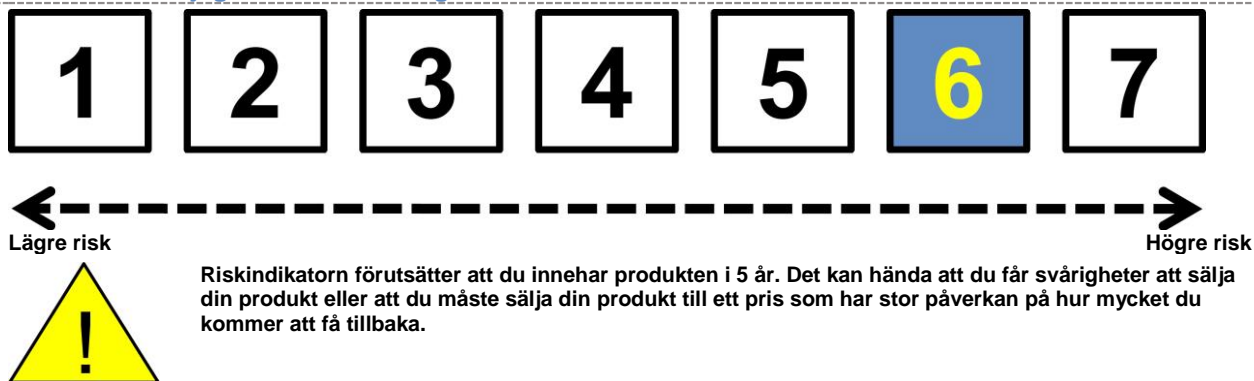 1 2 3 4 5 6 7
Lägre risk Högre risk
Riskindikatorn förutsätter att du innehar produkten i 5 år. Det kan hända att du får svårigheter att sälja
din produkt eller att du måste sälja din produkt till ett pris som har stor påverkan på hur mycket du
kommer att få tillbaka.
!